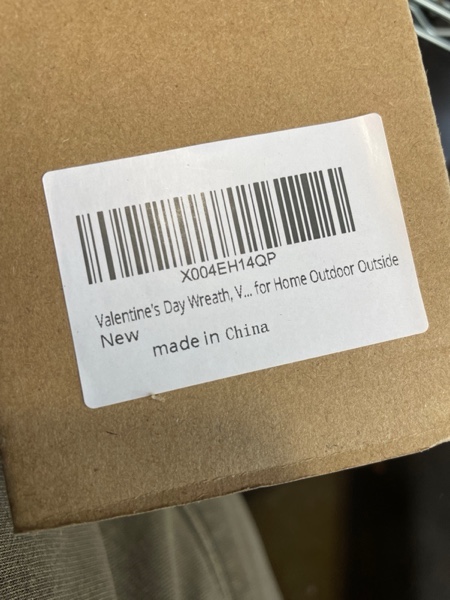 X004EH14QP
Valentine's Day Wreath, V... for Home Outdoor Outside
New
made in China